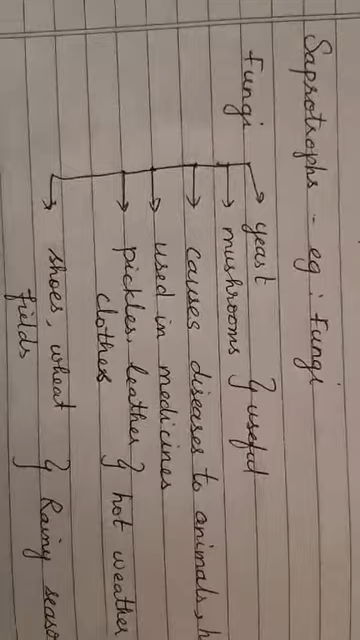 Saprotrophs - eg : Fungi
Fungi → yeast
→ mushrooms } useful
→ causes diseases to animals,
→ used in medicines
→ pickles, leather } hot weather
clothes
→ shoes, wheat } Rainy seaso
fields